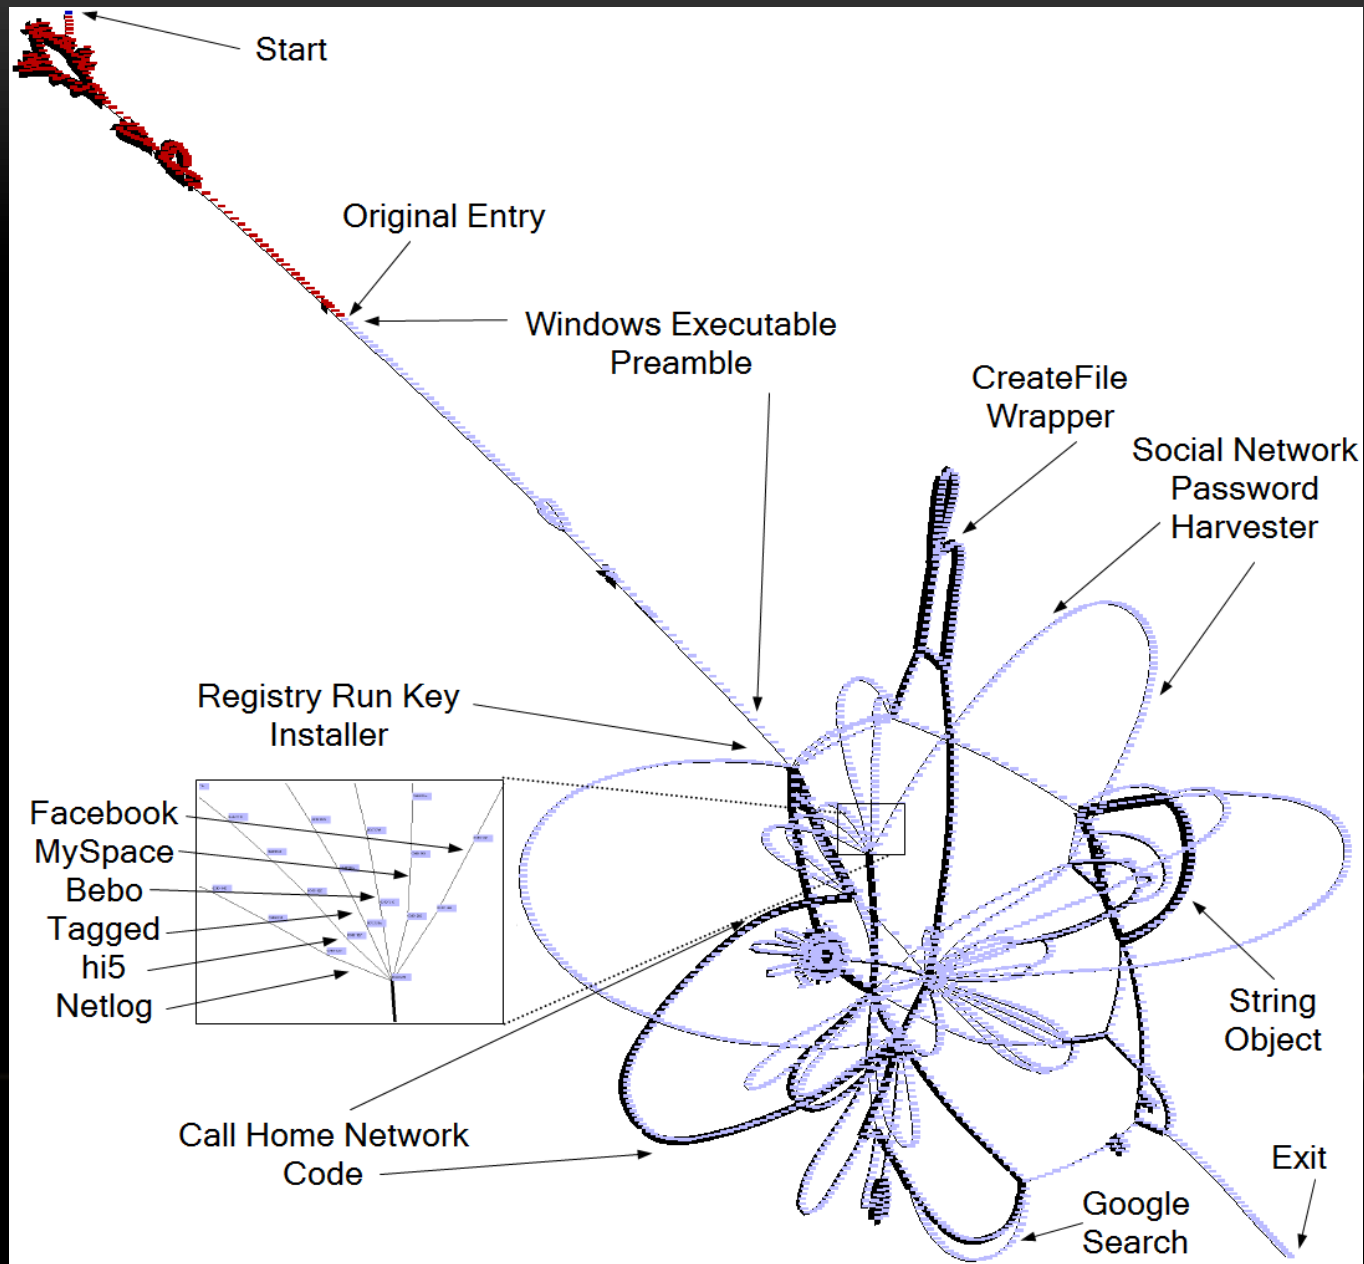 Start
Original Entry
Windows Executable
Preamble
CreateFile
Wrapper
Social Network
Password
Harvester
Registry Run Key
Installer
Facebook
MySpace
Bebo
Tagged
hi5
Netlog
String
Object
Call Home Network
Code
Exit
Google
Search